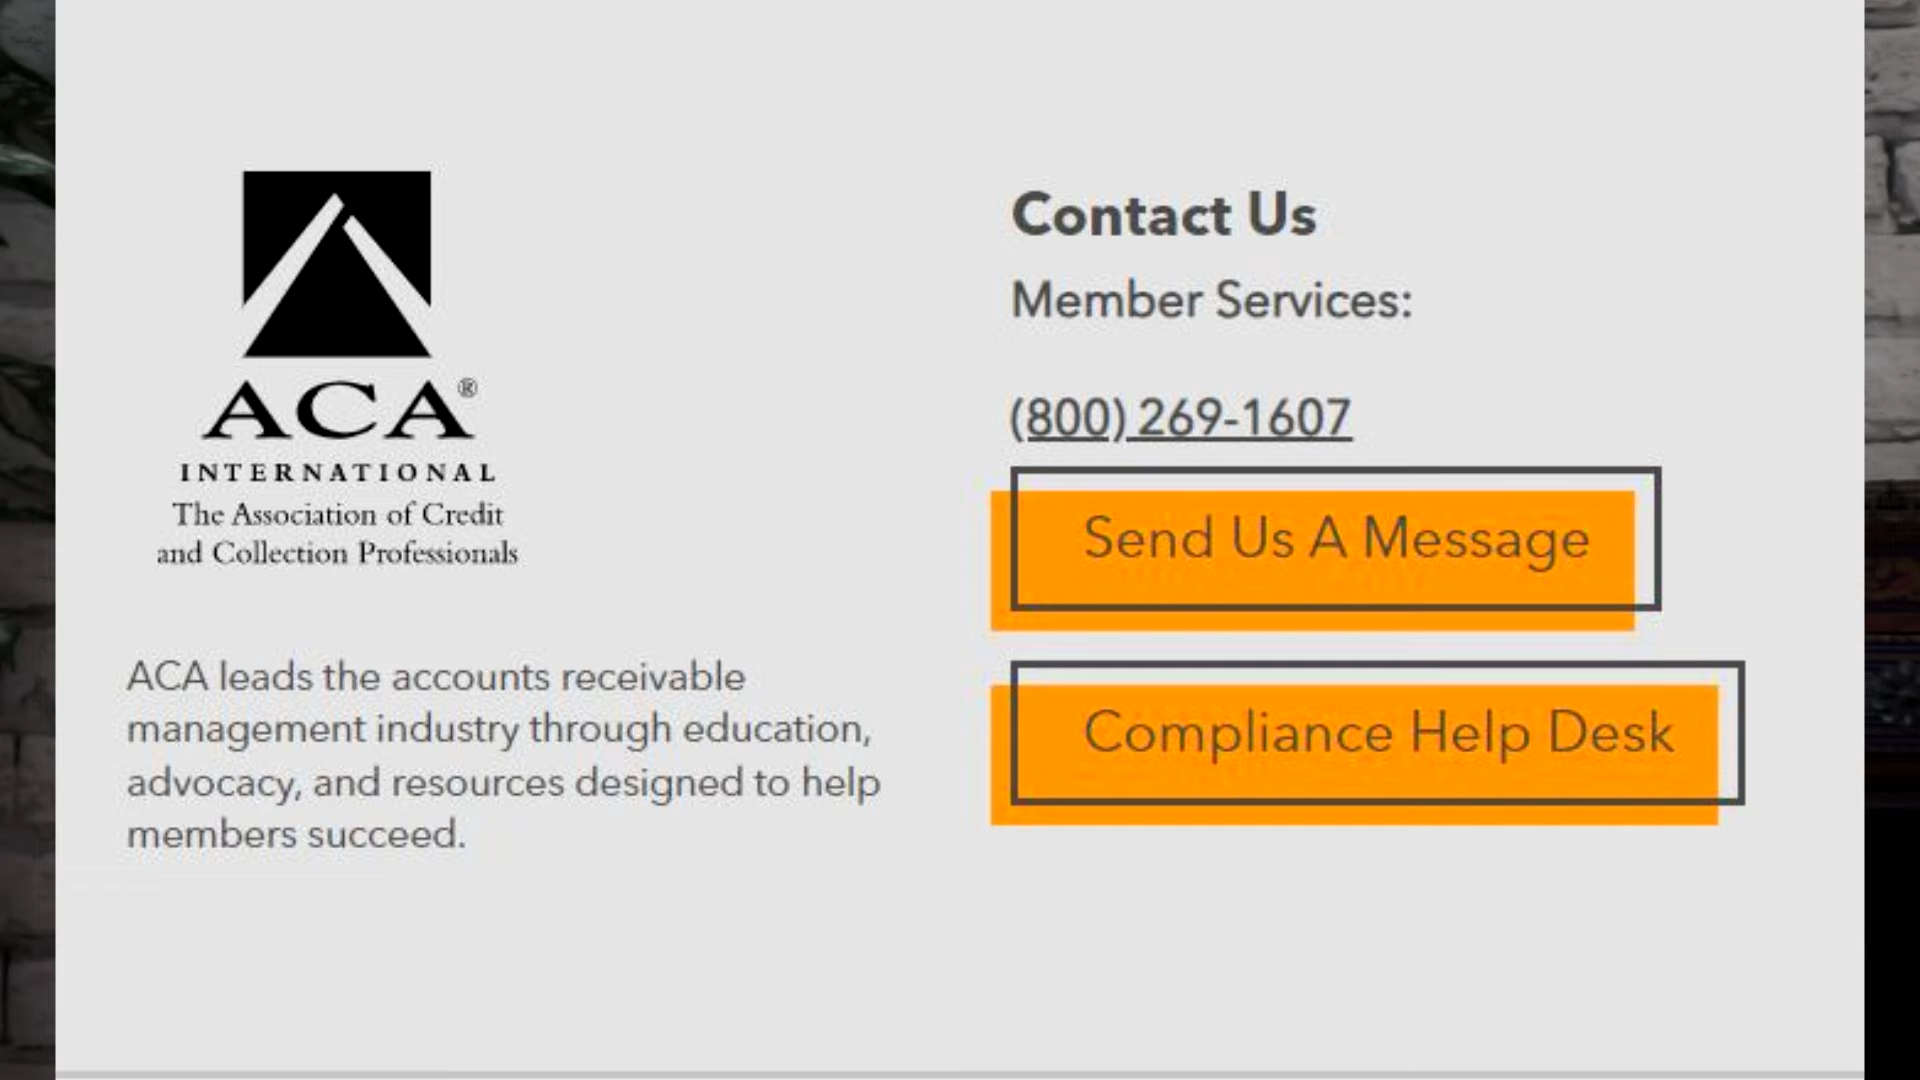 ACA®
INTERNATIONAL
The Association of Credit
and Collection Professionals
ACA leads the accounts receivable
management industry through education,
advocacy, and resources designed to help
members succeed.
Contact Us
Member Services:
(800) 269-1607
Send Us A Message
Compliance Help Desk